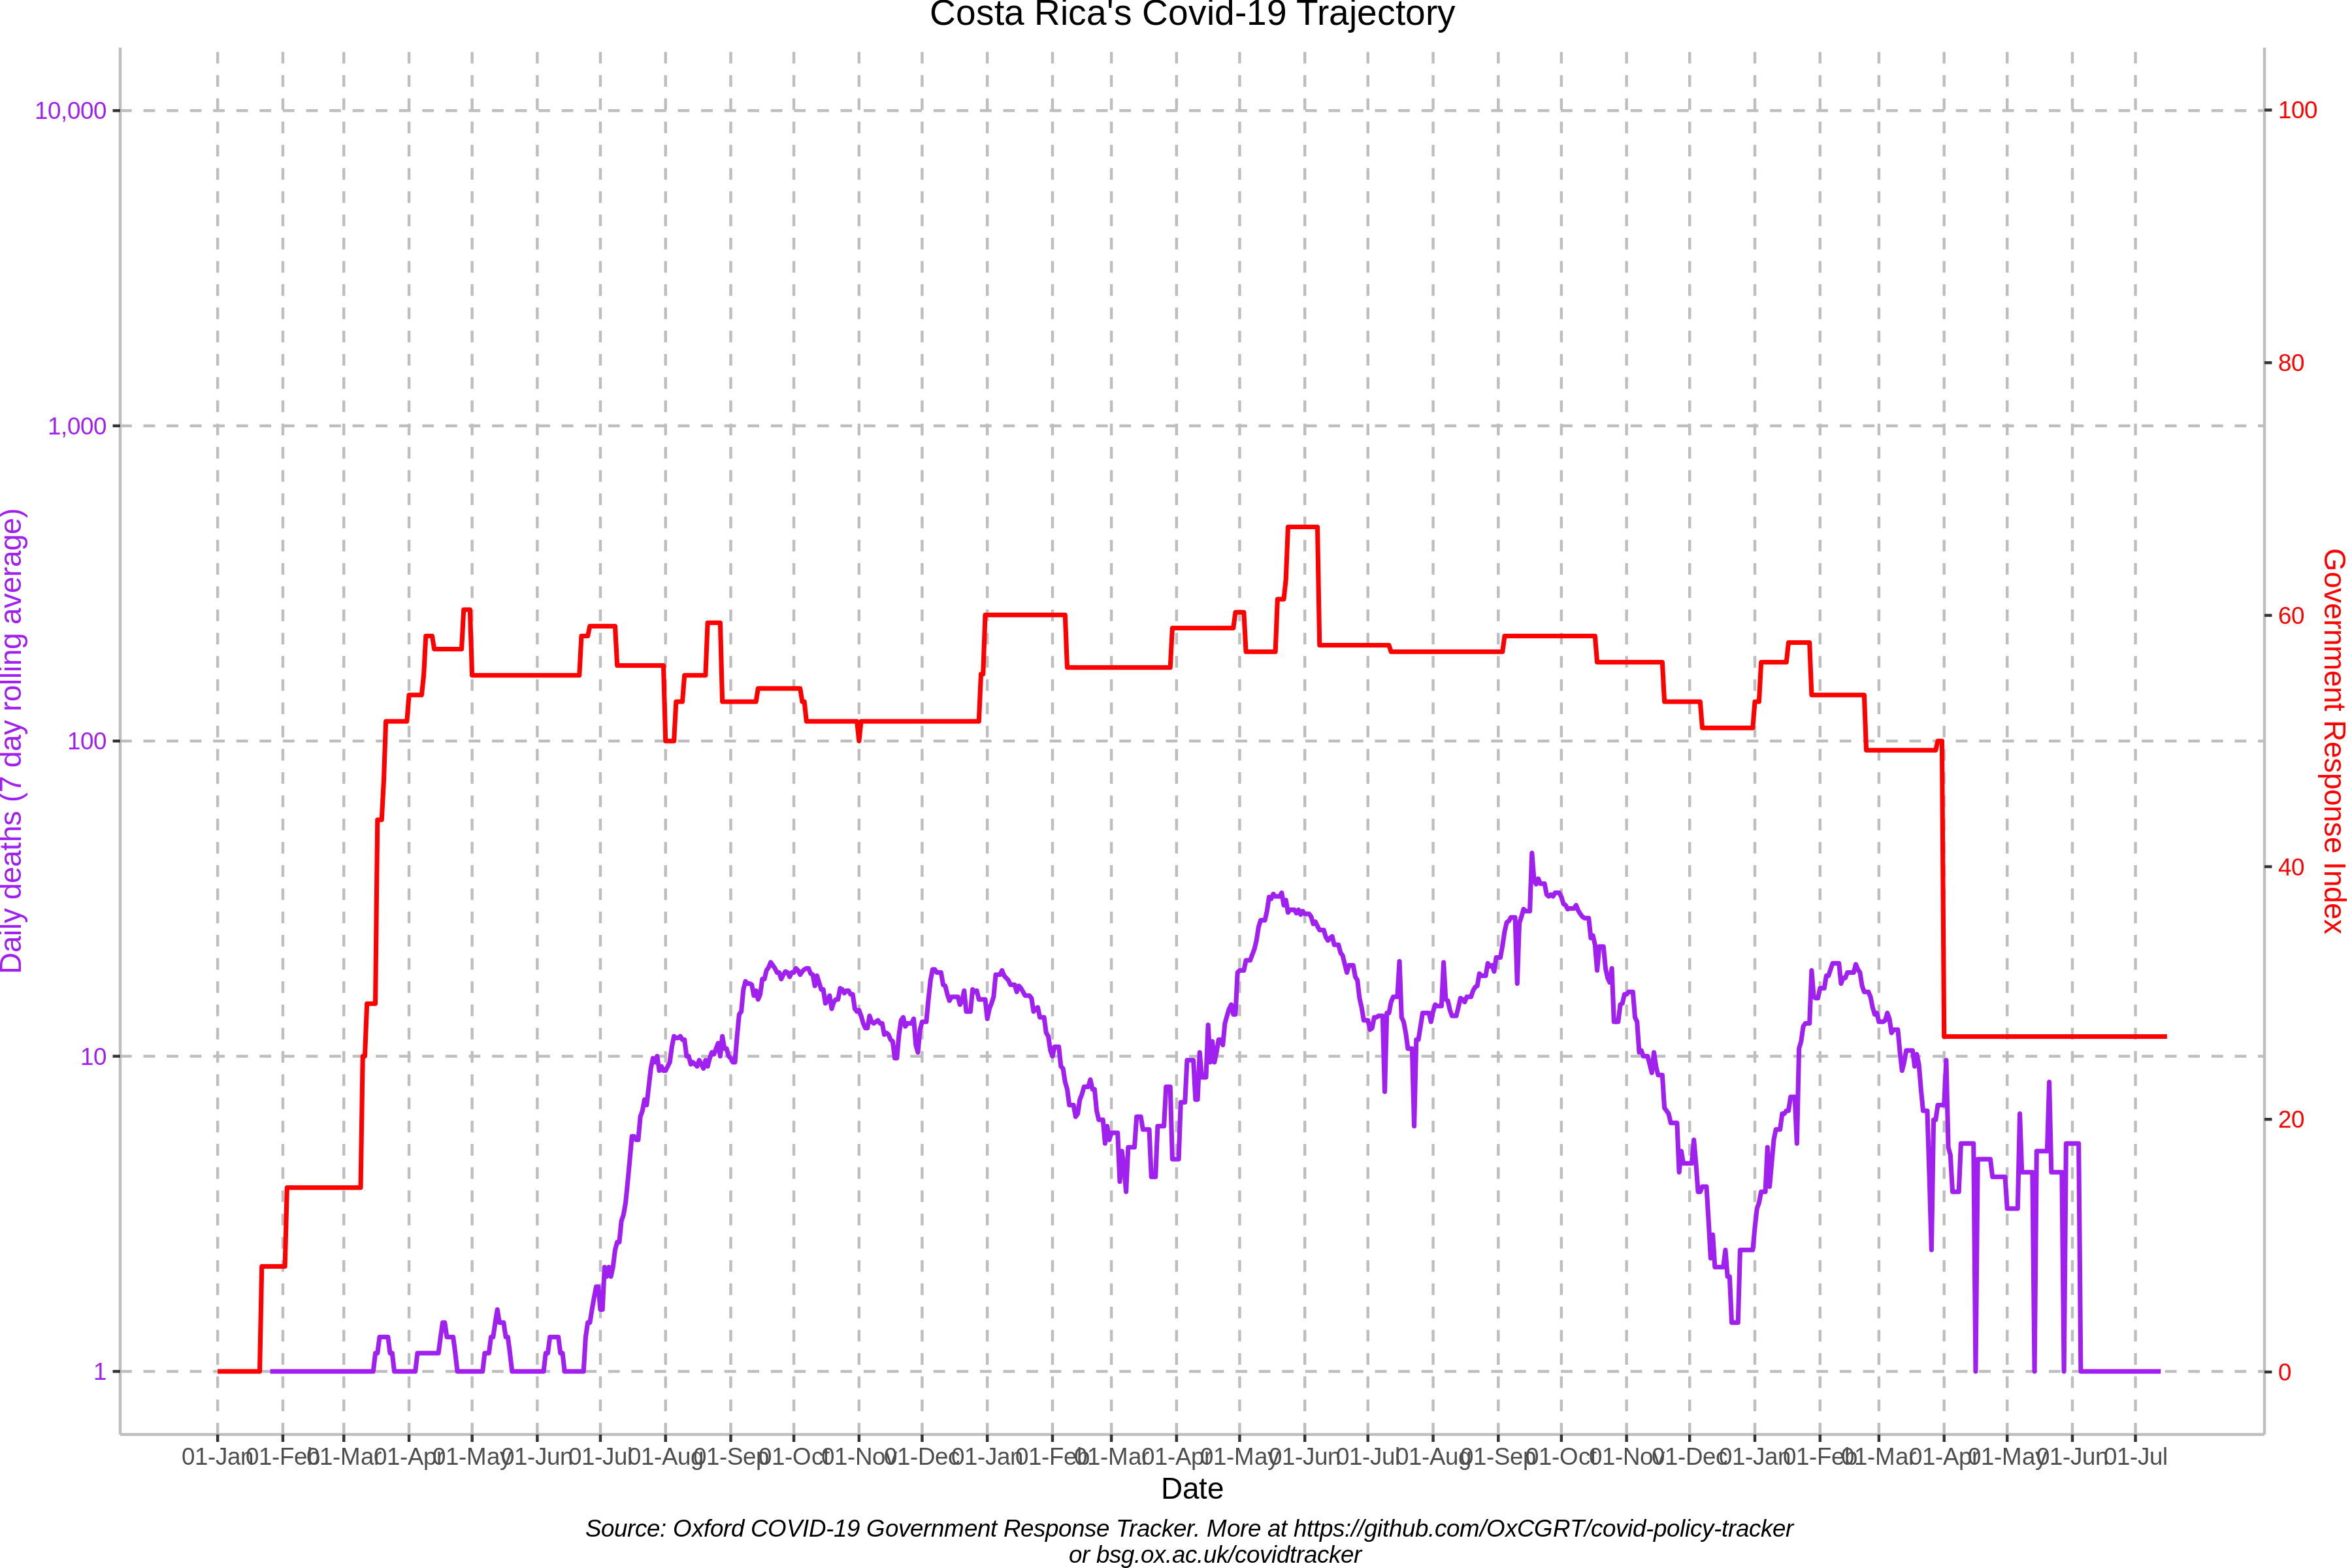 Costa Rica's Covid-19 Trajectory
10,000
1,000
100
10
1
Daily deaths (7 day rolling average)
100
80
60
40
20
0
Government Response Index
01-Jan 01-Feb 01-Mar 01-Apr 01-May 01-Jun 01-Jul 01-Aug 01-Sep 01-Oct 01-Nov 01-Dec 01-Jan 01-Feb 01-Mar 01-Apr 01-May 01-Jun 01-Jul 01-Aug 01-Sep 01-Oct 01-Nov 01-Dec 01-Jan 01-Feb 01-Mar 01-Apr 01-May 01-Jun 01-Jul
Date
Source: Oxford COVID-19 Government Response Tracker. More at https://github.com/OxCGRT/covid-policy-tracker
or bsg.ox.ac.uk/covidtracker